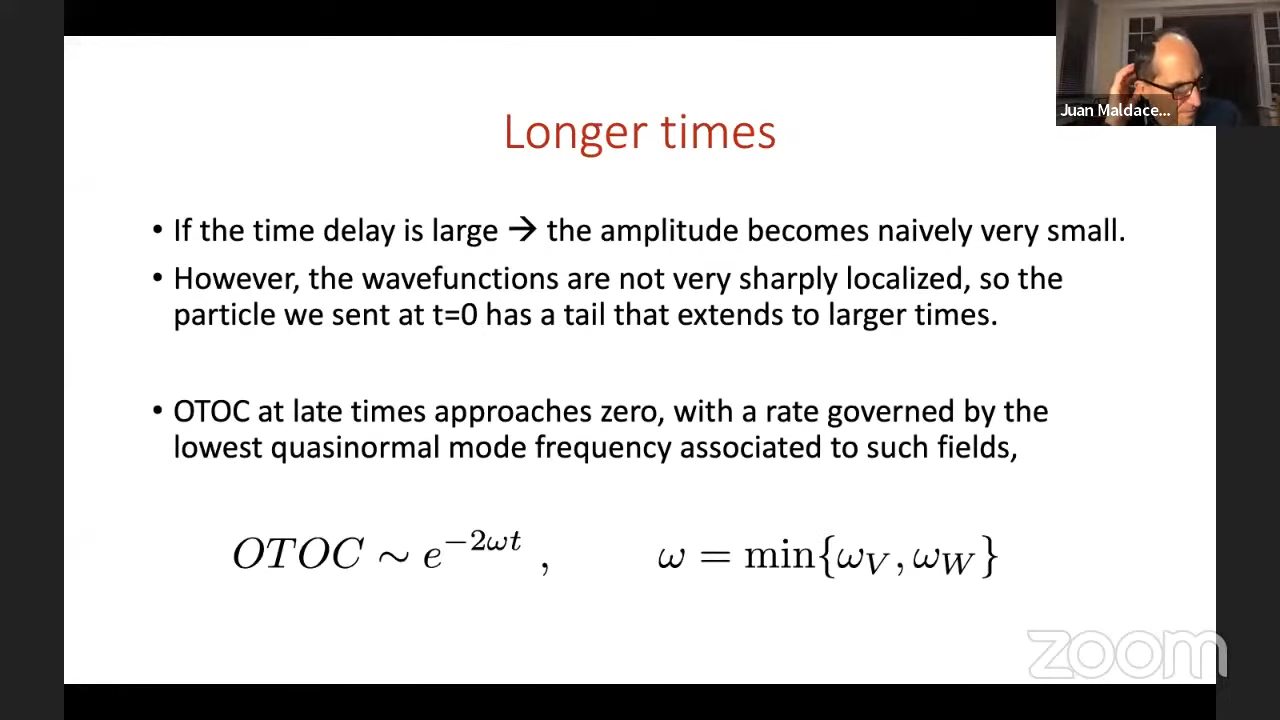 Juan Maldace...
Longer times
• If the time delay is large → the amplitude becomes naively very small.
• However, the wavefunctions are not very sharply localized, so the
particle we sent at t=0 has a tail that extends to larger times.
• OTOC at late times approaches zero, with a rate governed by the
lowest quasinormal mode frequency associated to such fields,
OTOC ∼ e^{−2ωt} , ω = min{ω_V, ω_W}
zoom